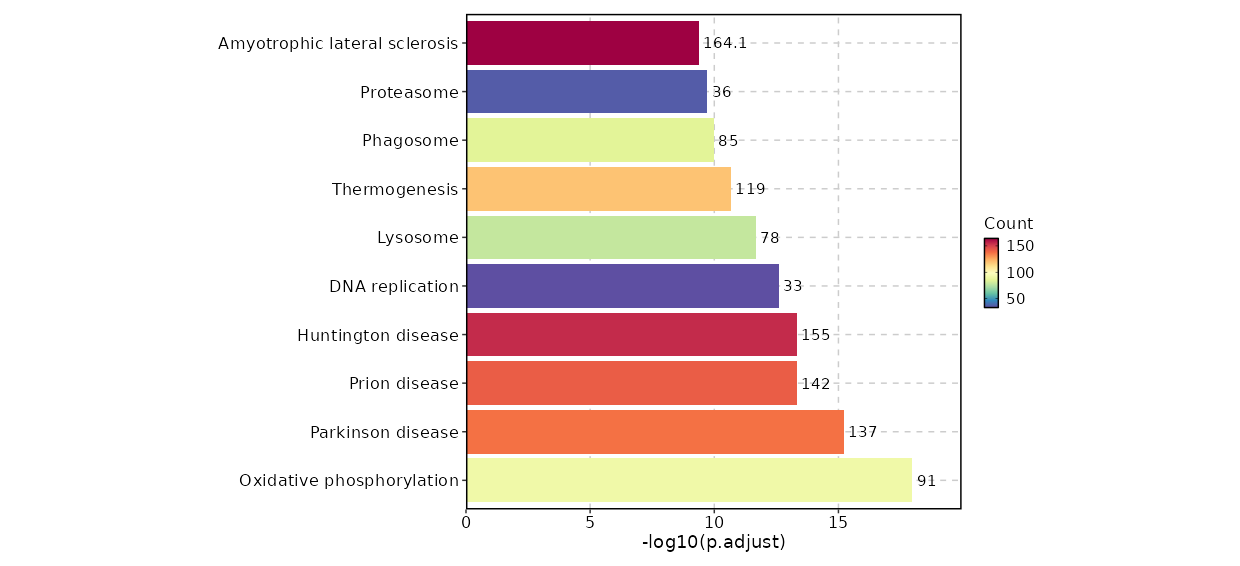 Amyotrophic lateral sclerosis 164.1
Proteasome 36
Phagosome 85
Thermogenesis 119
Lysosome 78
DNA replication 33
Huntington disease 155
Prion disease 142
Parkinson disease 137
Oxidative phosphorylation 91
0 5 10 15
-log10(p.adjust)
Count
150
100
50